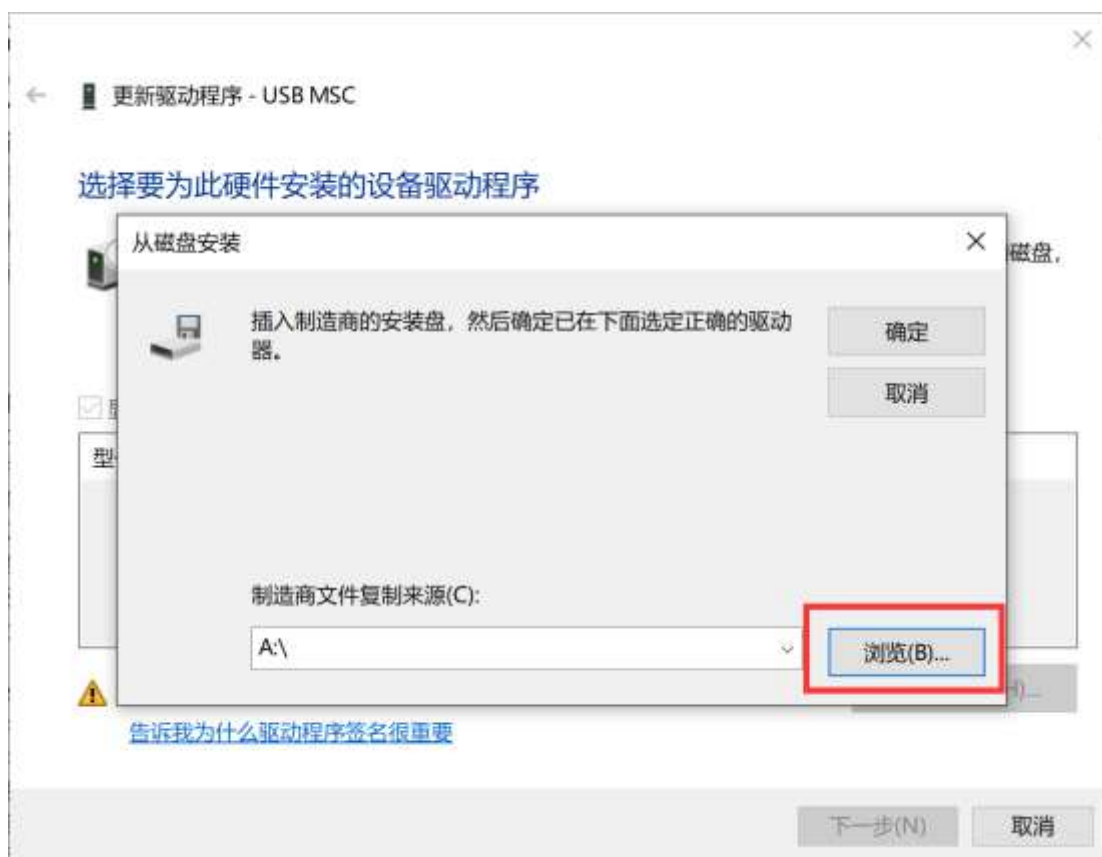 更新驱动程序 - USB MSC
选择要为此硬件安装的设备驱动程序
从磁盘安装
磁盘，
插入制造商的安装盘，然后确定已在下面选定正确的驱动
器。
确定
取消
型
制造商文件复制来源(C):
A:\
浏览(B)...
告诉我为什么驱动程序签名很重要
下一步(N)
取消